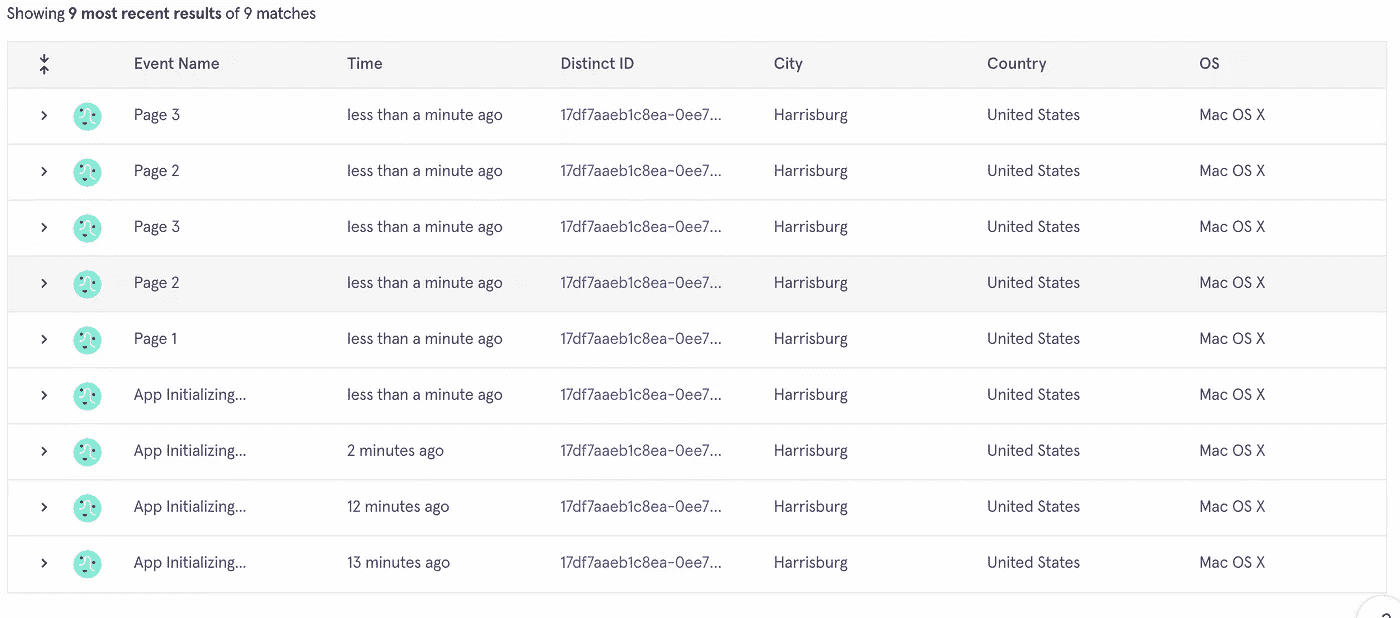 Showing 9 most recent results of 9 matches
Event Name Time Distinct ID City Country OS
Page 3 less than a minute ago 17df7aaeb1c8ea-0ee7... Harrisburg United States Mac OS X
Page 2 less than a minute ago 17df7aaeb1c8ea-0ee7... Harrisburg United States Mac OS X
Page 3 less than a minute ago 17df7aaeb1c8ea-0ee7... Harrisburg United States Mac OS X
Page 2 less than a minute ago 17df7aaeb1c8ea-0ee7... Harrisburg United States Mac OS X
Page 1 less than a minute ago 17df7aaeb1c8ea-0ee7... Harrisburg United States Mac OS X
App Initializing... less than a minute ago 17df7aaeb1c8ea-0ee7... Harrisburg United States Mac OS X
App Initializing... 2 minutes ago 17df7aaeb1c8ea-0ee7... Harrisburg United States Mac OS X
App Initializing... 12 minutes ago 17df7aaeb1c8ea-0ee7... Harrisburg United States Mac OS X
App Initializing... 13 minutes ago 17df7aaeb1c8ea-0ee7... Harrisburg United States Mac OS X